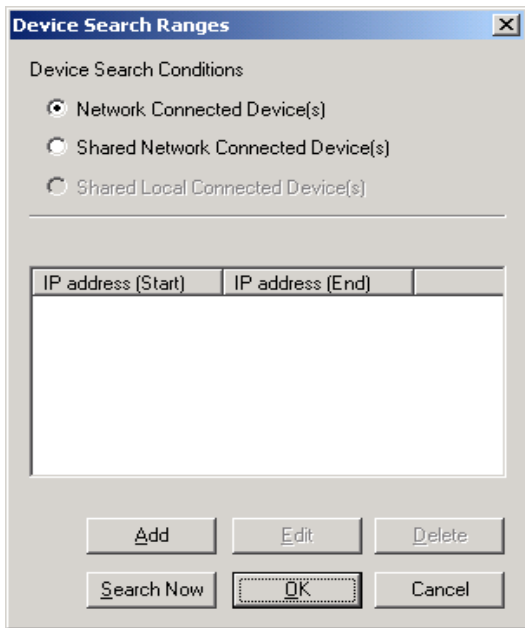 Device Search Ranges
Device Search Conditions
Network Connected Device(s)
Shared Network Connected Device(s)
Shared Local Connected Device(s)
IP address (Start) IP address (End)
Add Edit Delete
Search Now OK Cancel